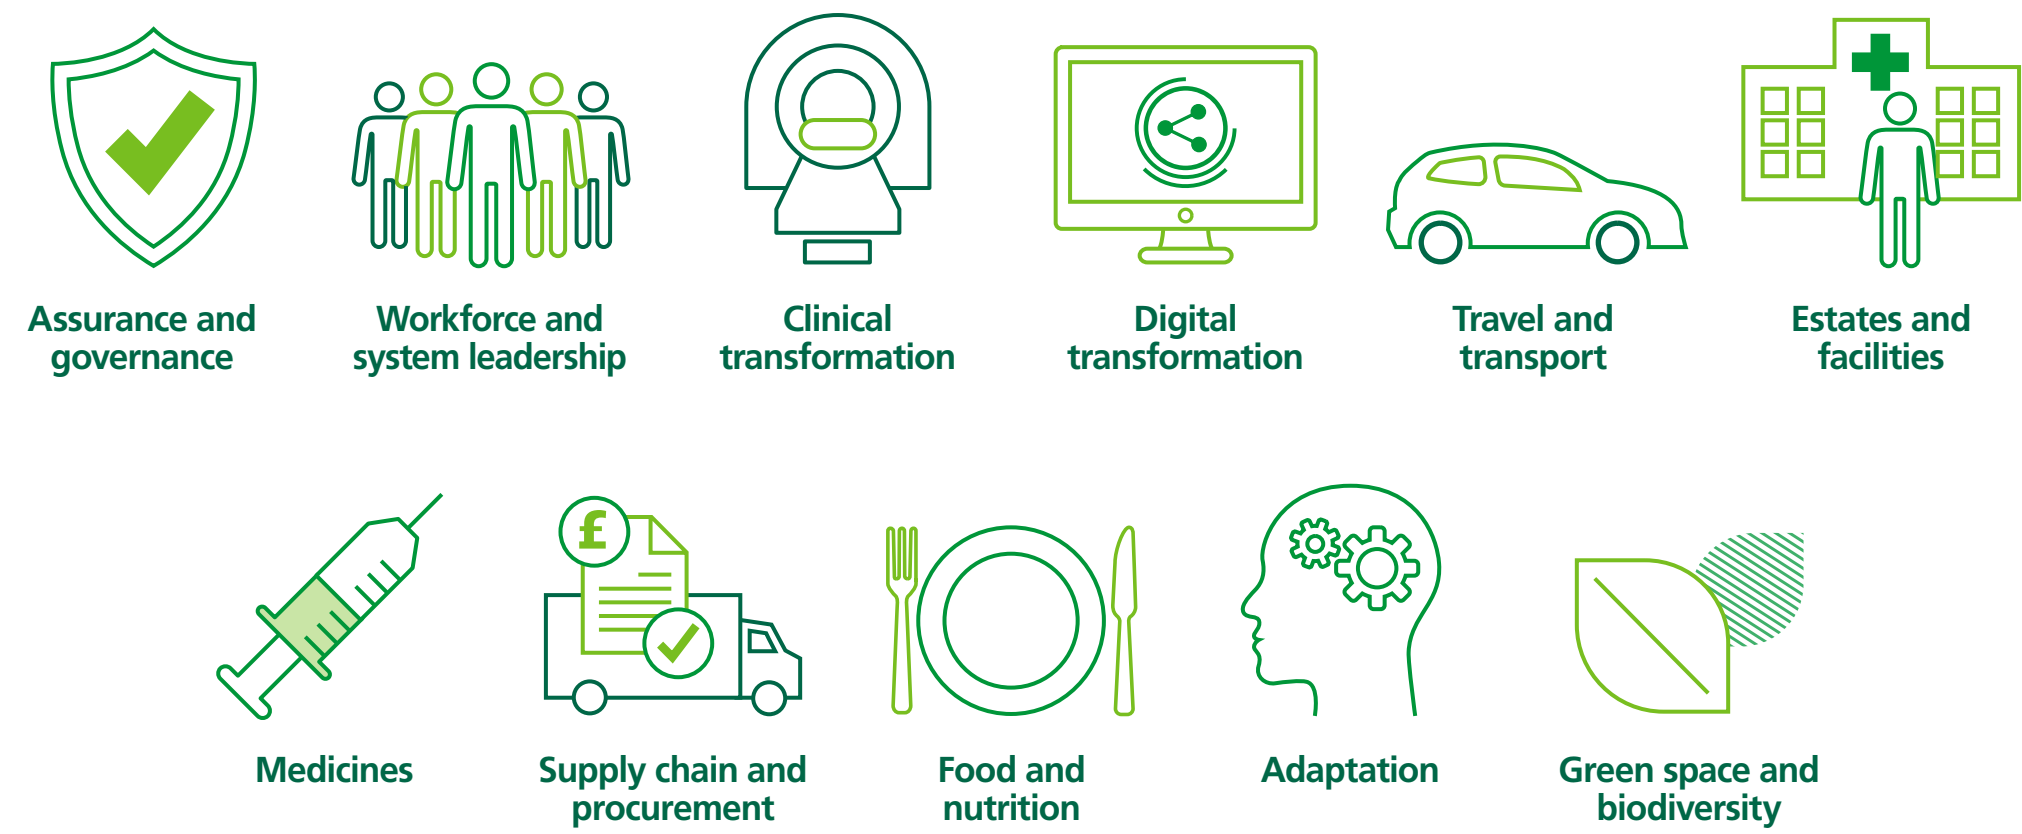 Assurance and
governance
Workforce and
system leadership
Clinical
transformation
Digital
transformation
Travel and
transport
Estates and
facilities
£
Medicines
Supply chain and
procurement
Food and
nutrition
Adaptation
Green space and
biodiversity